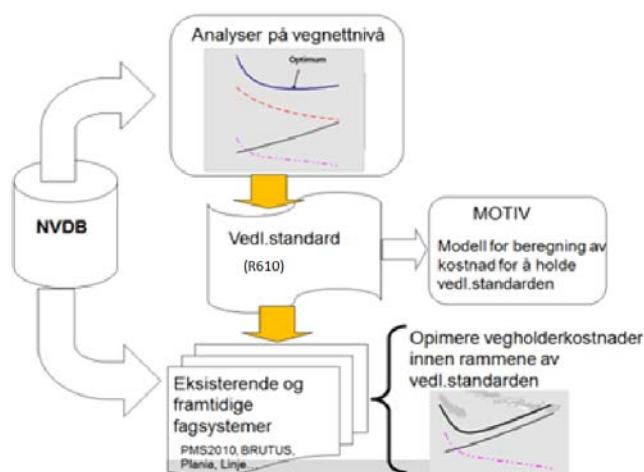 Analyser på vegnettnivå
Optimum
NVDB
Vedl.standard
(R610)
MOTIV
Modell for beregning av
kostnad for å holde
vedl.standarden
Eksisterende og
framtidige
fagsystemer
PMS2010, BRUTUS,
Plania, Linje...
Opimere vegholderkostnader
innen rammene av
vedl.standarden